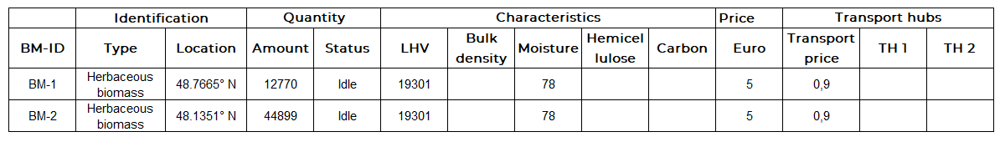 Identification Quantity Characteristics Price Transport hubs
BM-ID Type Location Amount Status LHV Bulk density Moisture Hemicel lulose Carbon Euro Transport price TH 1 TH 2
BM-1 Herbaceous biomass 48.7665° N 12770 Idle 19301 78 5 0,9
BM-2 Herbaceous biomass 48.1351° N 44899 Idle 19301 78 5 0,9